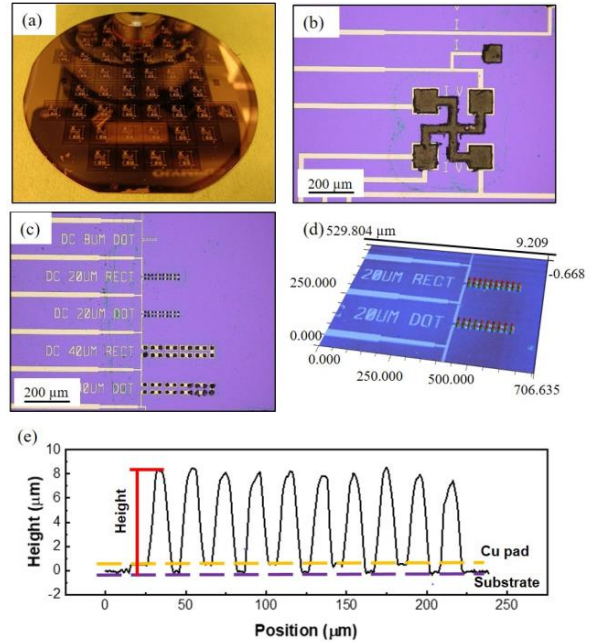 (a)
(b)
I
I
I V
I V
200 µm
(c)
DC 8UM DOT
DC 20UM RECT
DC 20UM DOT
DC 40UM RECT
0UM DOT
200 µm
(d)
529.804 µm
9.209
-0.668
250.000
0.000
20UM RECT
20UM DOT
0.000
250.000
500.000
706.635
(e)
10
8
6
4
2
0
-2
Height (µm)
Height
Cu pad
Substrate
0
50
100
150
200
250
Position (µm)